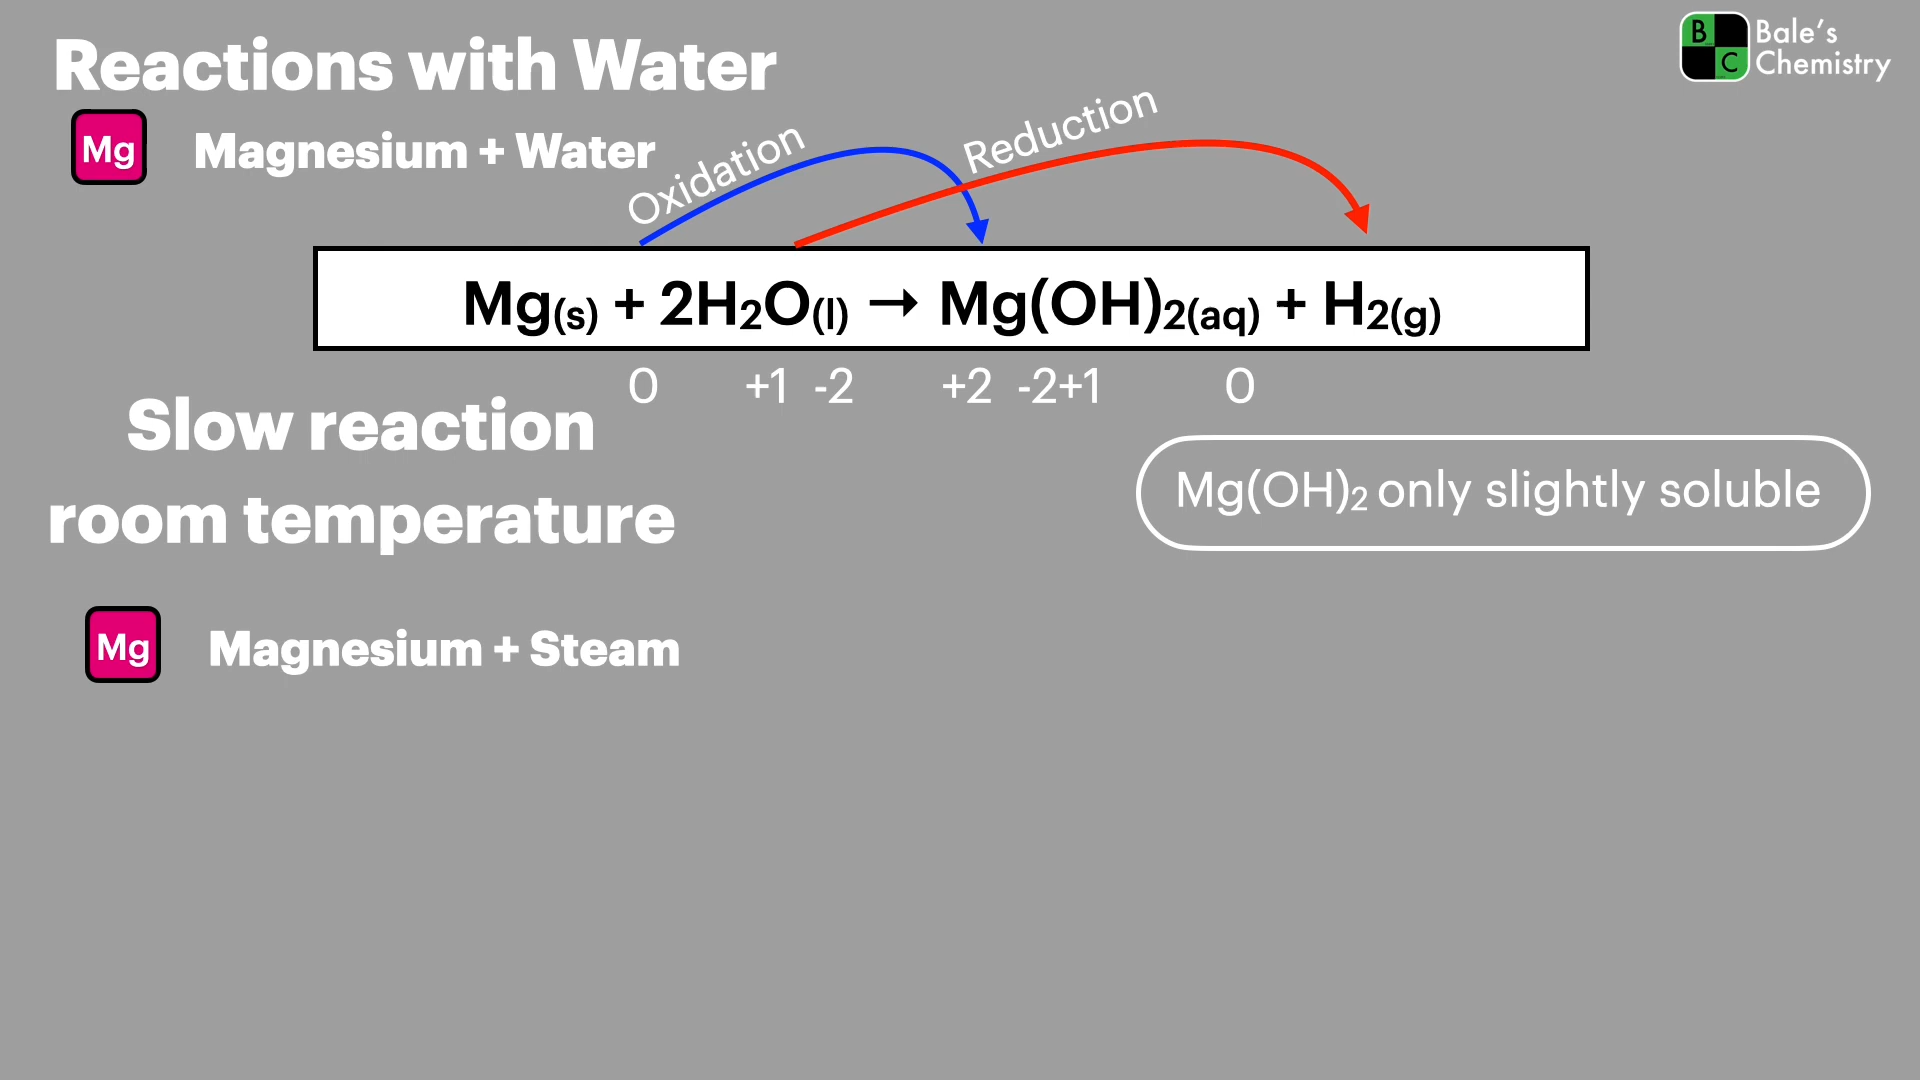 Reactions with Water
B Bale's
C Chemistry
Mg Magnesium + Water
Oxidation
Reduction
Mg(s) + 2H₂O(l) → Mg(OH)₂(aq) + H₂(g)
0 +1 -2 +2 -2+1 0
Slow reaction
room temperature
Mg(OH)₂ only slightly soluble
Mg Magnesium + Steam